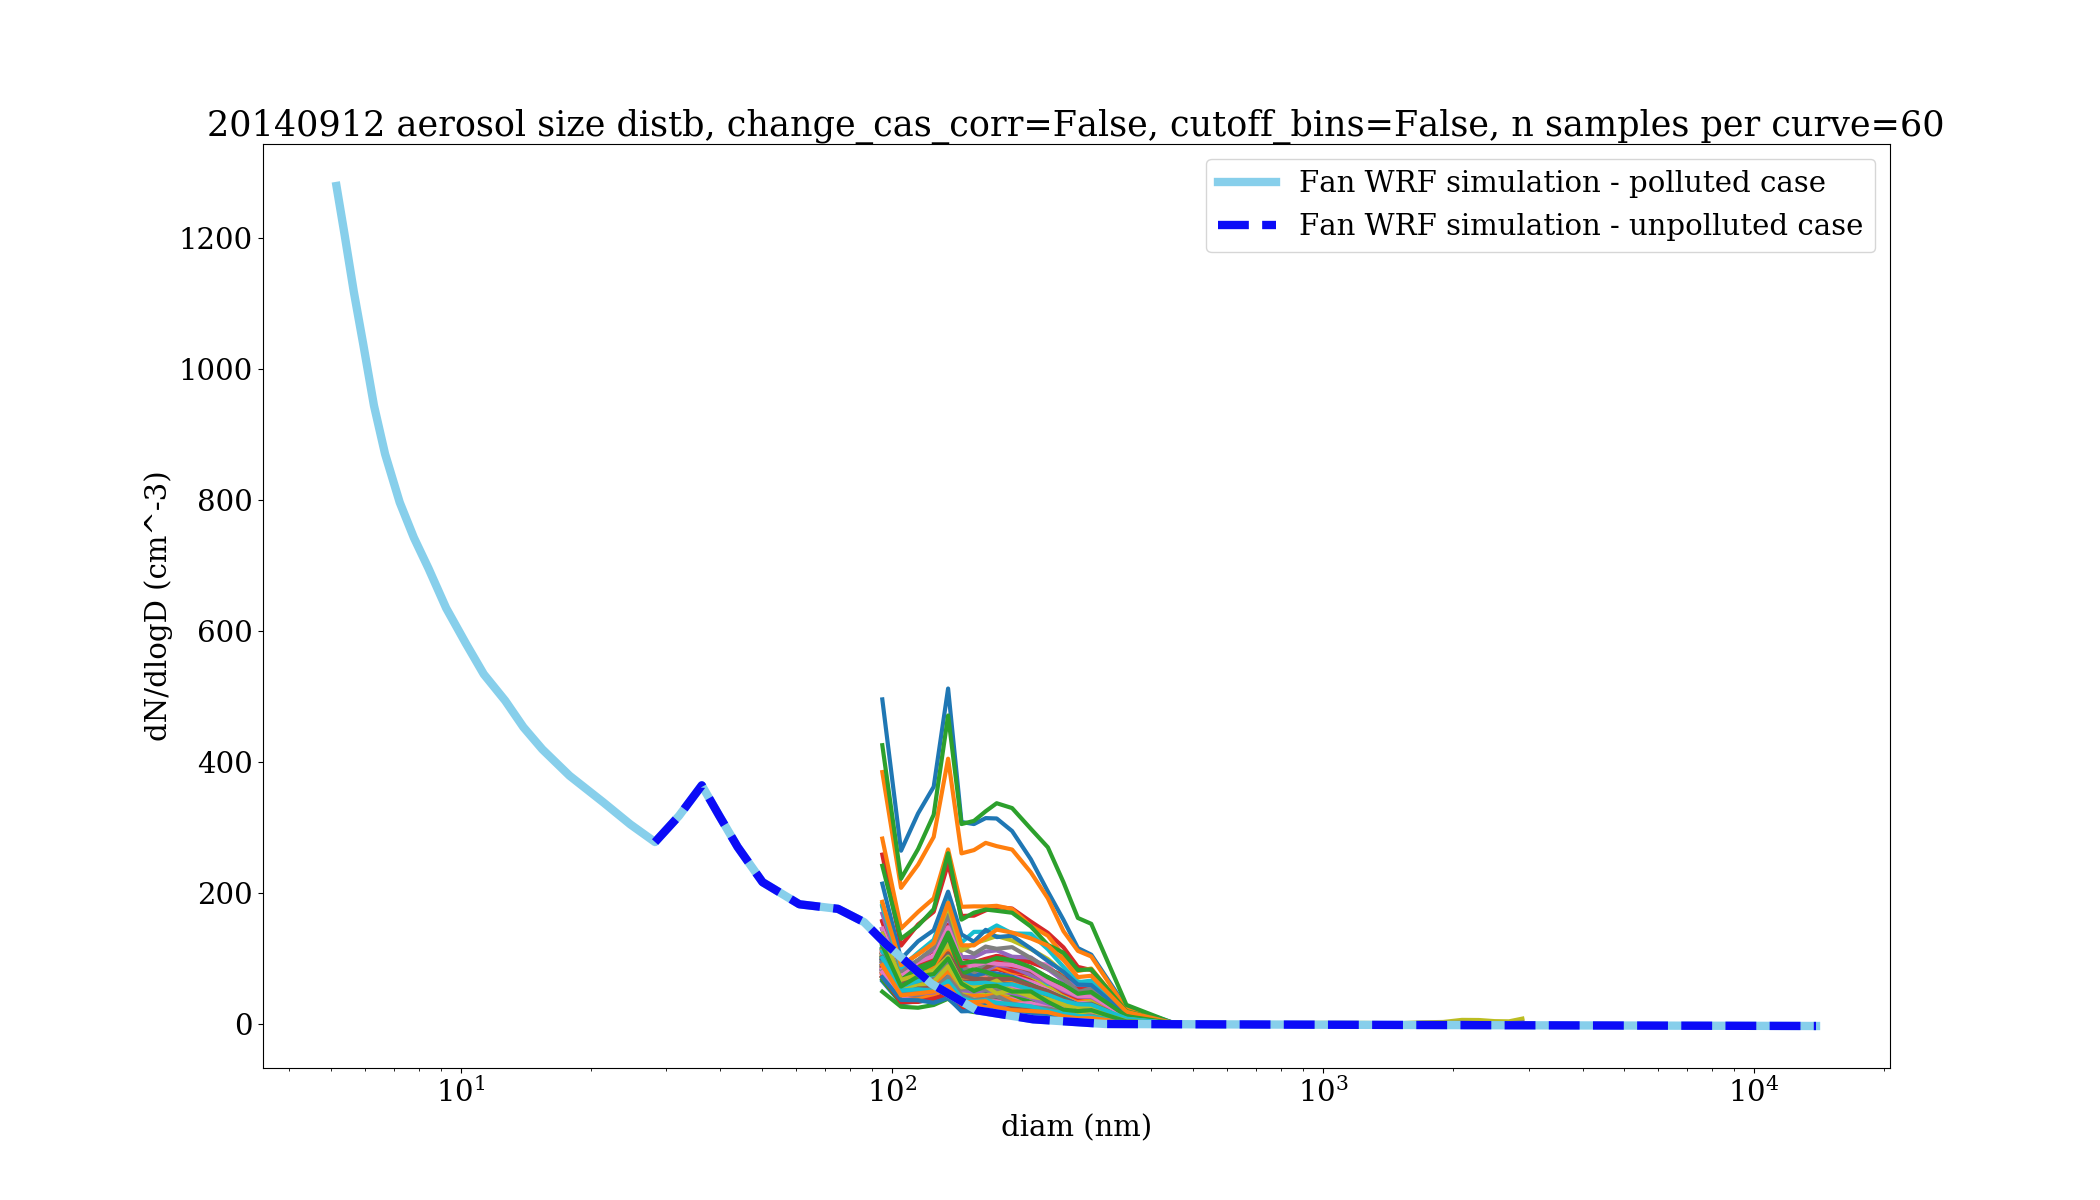 20140912 aerosol size distb, change_cas_corr=False, cutoff_bins=False, n samples per curve=60
Fan WRF simulation - polluted case
Fan WRF simulation - unpolluted case
dN/dlogD (cm^-3)
1200
1000
800
600
400
200
0
10¹
10²
10³
10⁴
diam (nm)